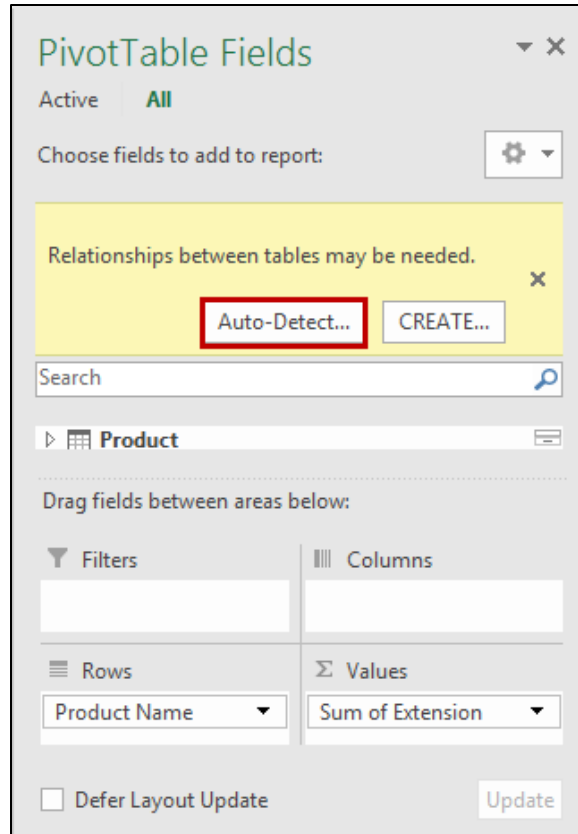 PivotTable Fields
Active All
Choose fields to add to report:
Relationships between tables may be needed.
Auto-Detect... CREATE...
Search
Product
Drag fields between areas below:
Filters Columns
Rows Σ Values
Product Name Sum of Extension
Defer Layout Update Update